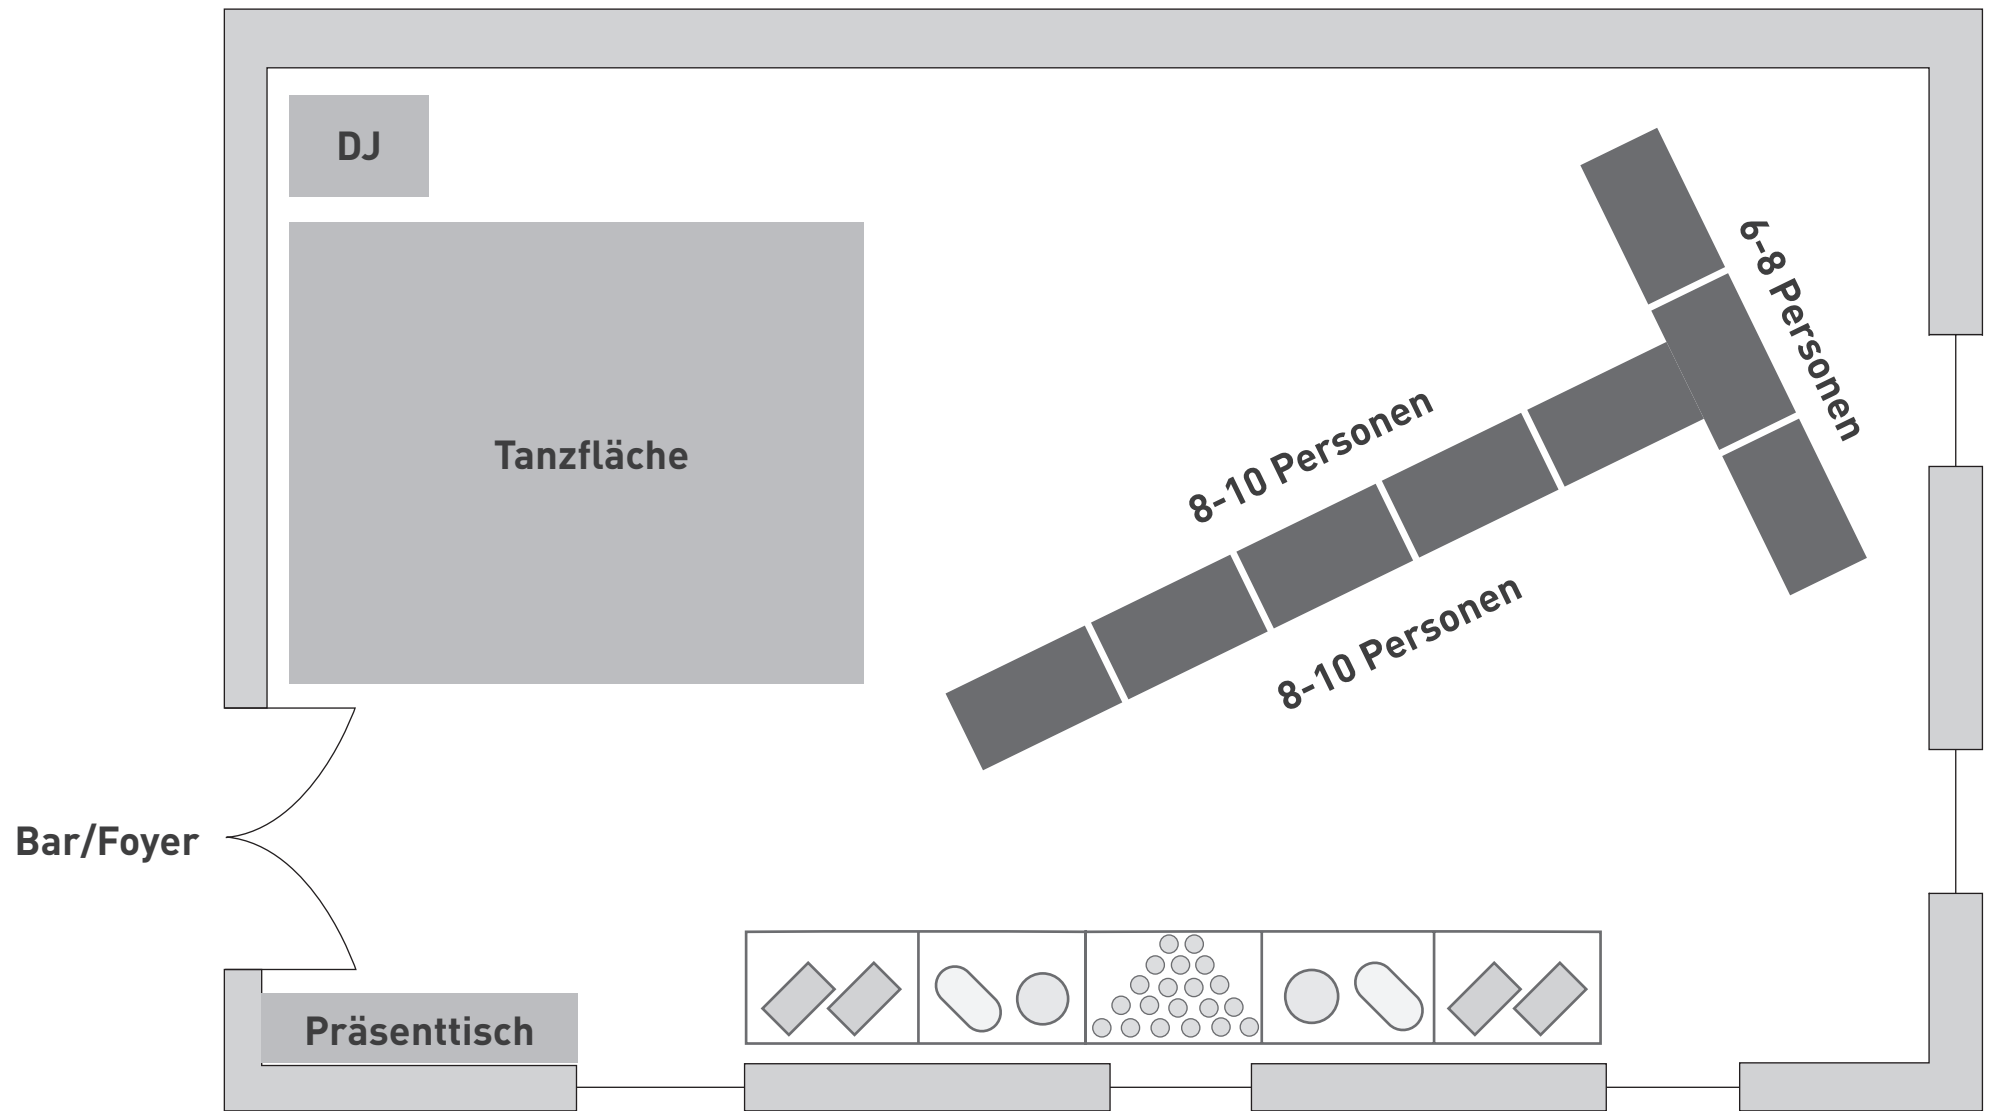 DJ
6-8 Personen
8-10 Personen
Tanzfläche
8-10 Personen
Bar/Foyer
Präsenttisch